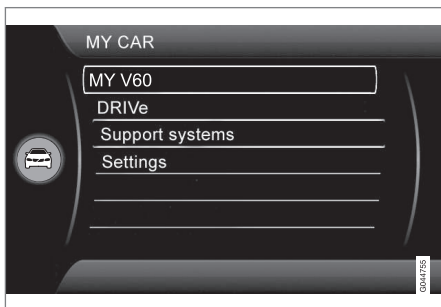 MY CAR
MY V60
DRIVe
Support systems
Settings
G044755